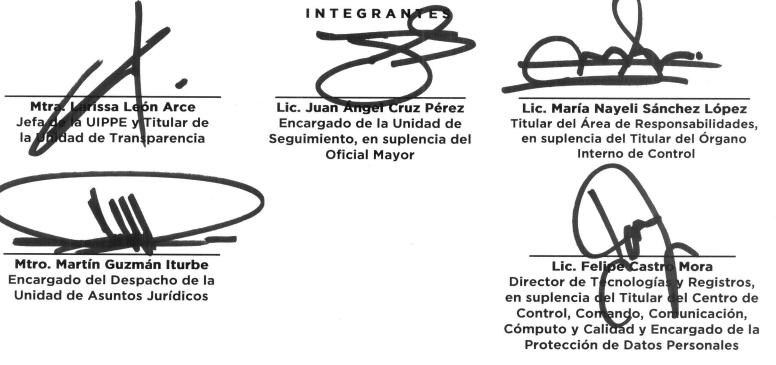 INTEGRANTES
Mtra. Larissa León Arce
Jefa de la UIPPE y Titular de
la Unidad de Transparencia
Lic. Juan Ángel Cruz Pérez
Encargado de la Unidad de
Seguimiento, en suplencia del
Oficial Mayor
Lic. María Nayeli Sánchez López
Titular del Área de Responsabilidades,
en suplencia del Titular del Órgano
Interno de Control
Mtro. Martín Guzmán Iturbe
Encargado del Despacho de la
Unidad de Asuntos Jurídicos
Lic. Felipe Castro Mora
Director de Tecnologías y Registros,
en suplencia del Titular del Centro de
Control, Comando, Comunicación,
Cómputo y Calidad y Encargado de la
Protección de Datos Personales